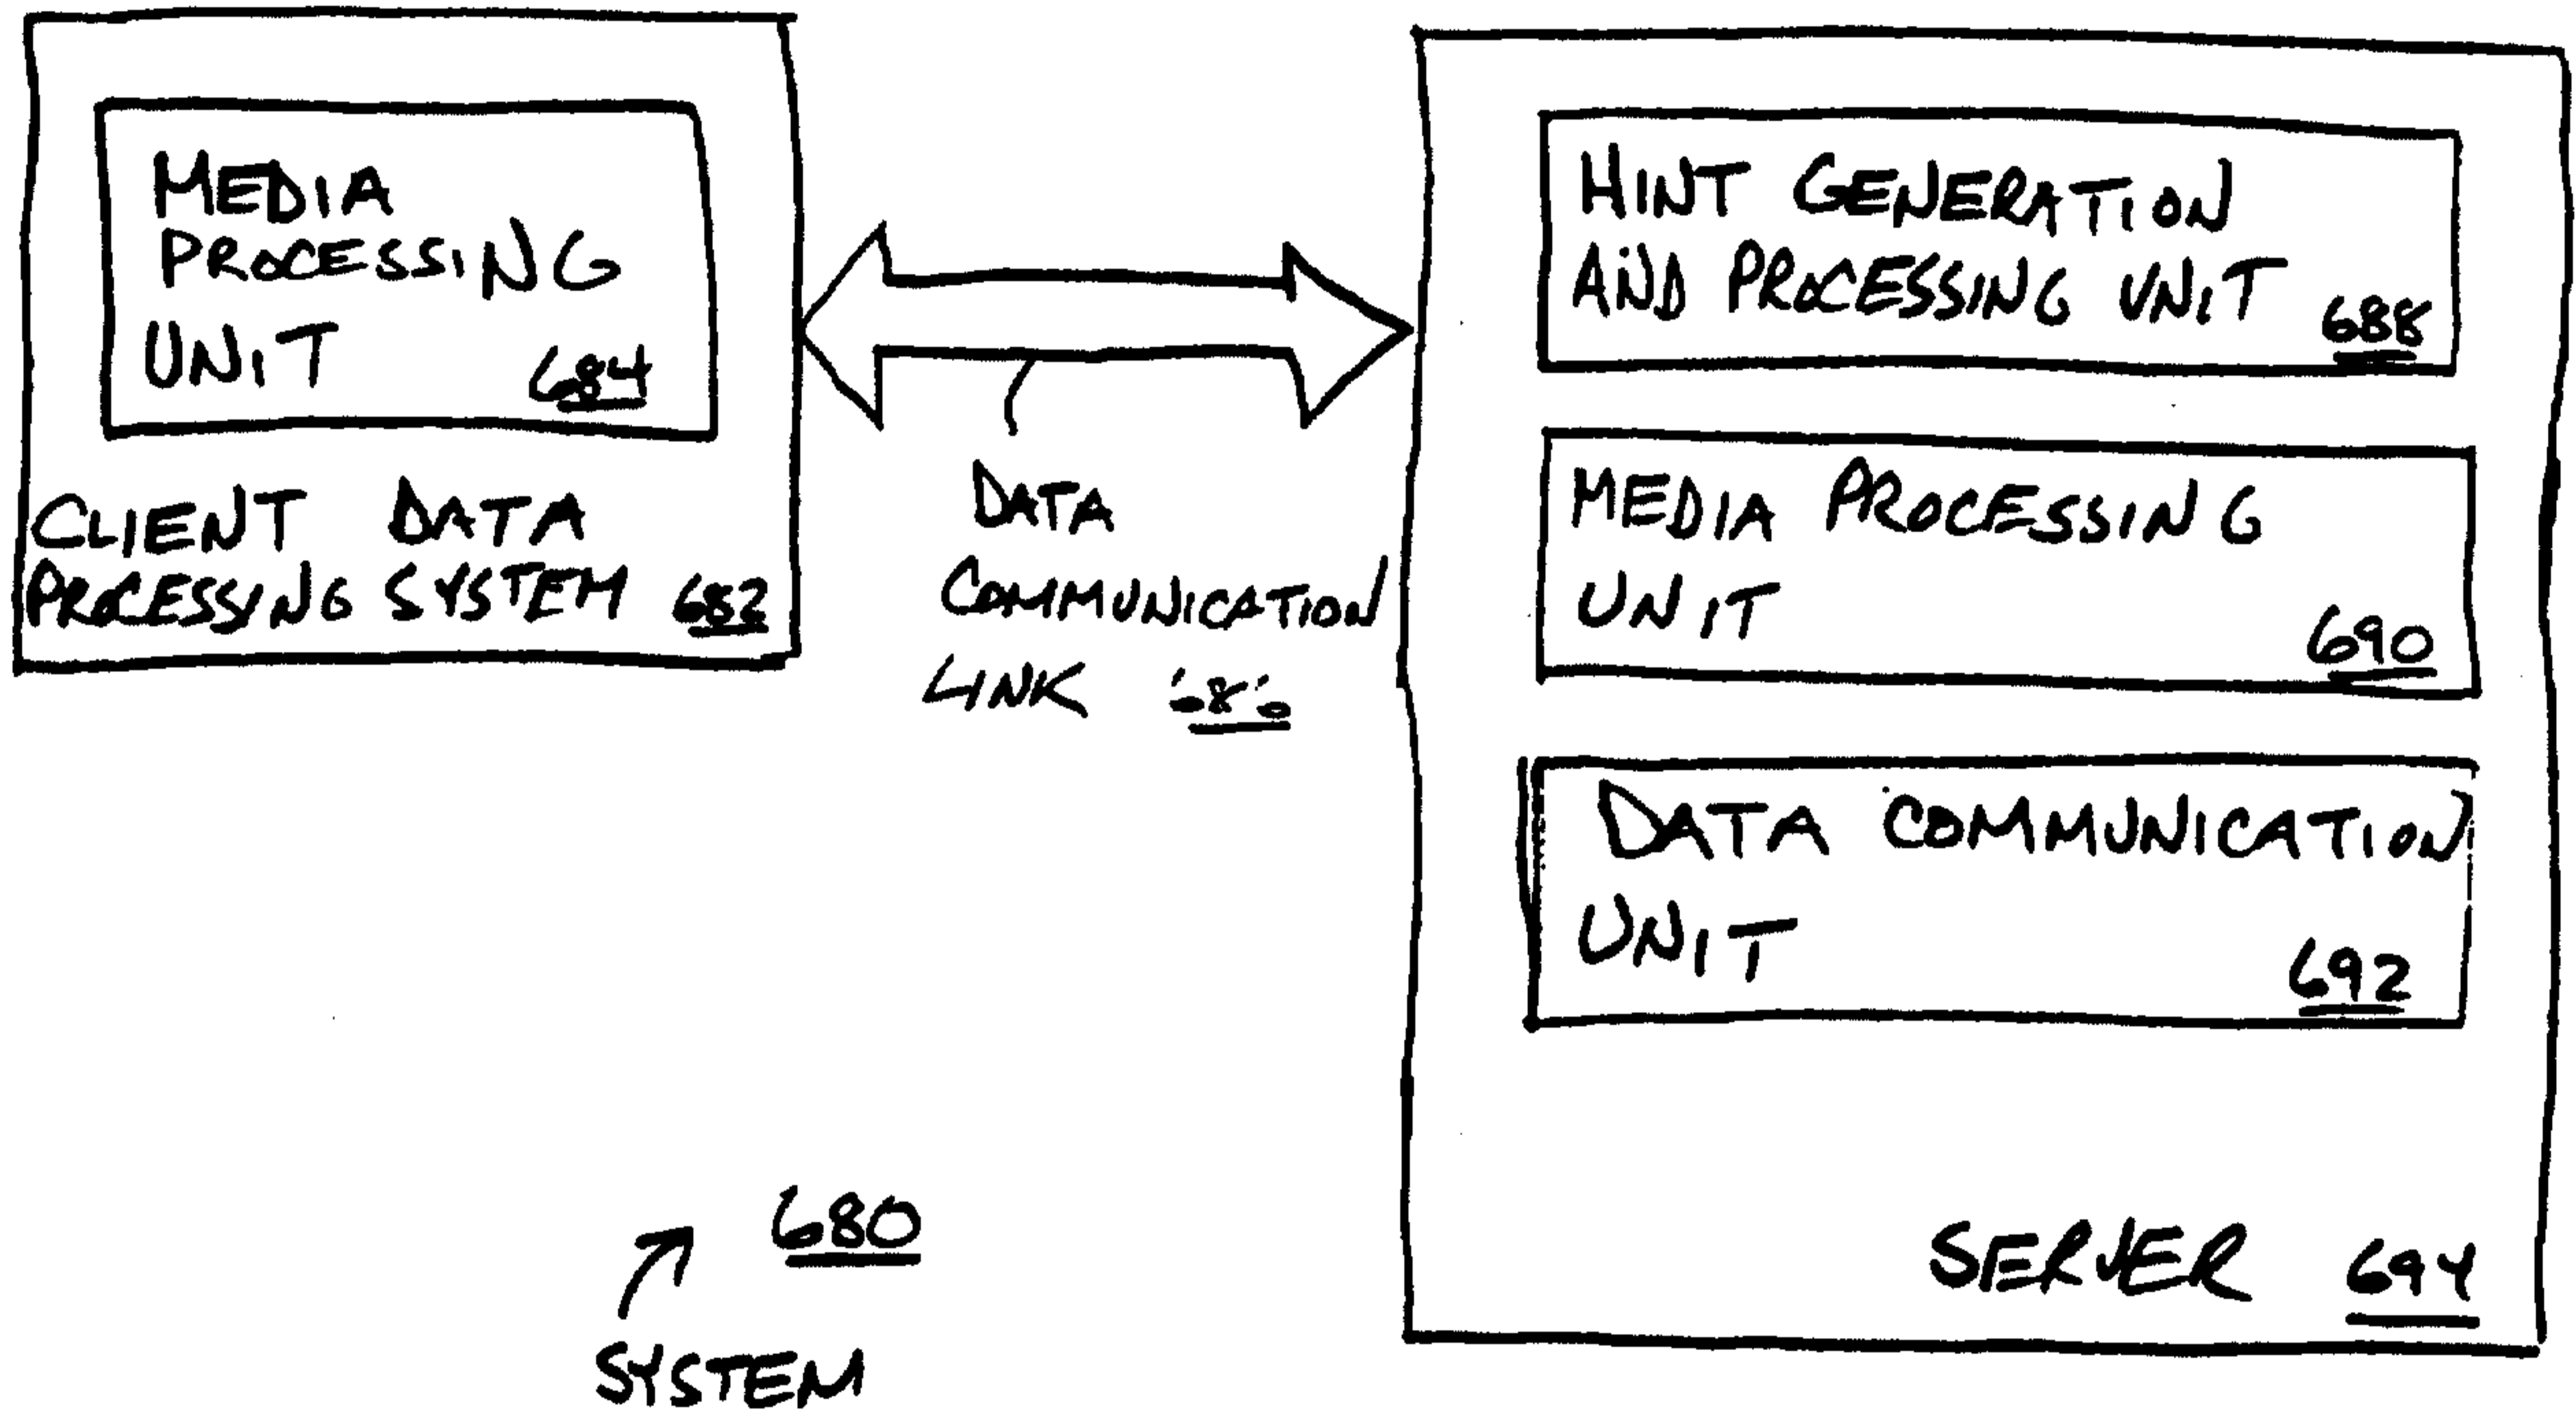 MEDIA
PROCESSING
UNIT 684
CLIENT DATA
PROCESSING SYSTEM 682
DATA
COMMUNICATION
LINK 686
HINT GENERATION
AND PROCESSING UNIT 688
MEDIA PROCESSING
UNIT 690
DATA COMMUNICATION
UNIT 692
SERVER 694
680
SYSTEM